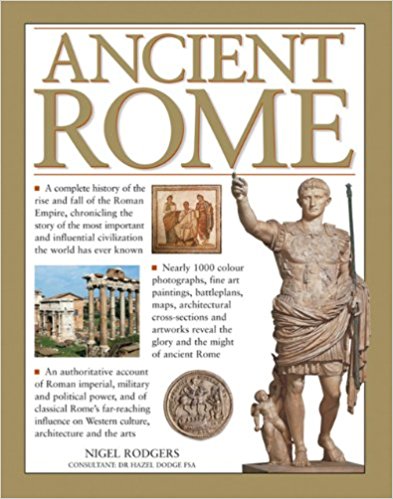 ANCIENT
ROME
■ A complete history of the
rise and fall of the Roman
Empire, chronicling the
story of the most important
and influential civilization
the world has ever known
■ Nearly 1000 colour
photographs, fine art
paintings, battleplans,
maps, architectural
cross-sections and
artworks reveal the
glory and the might
of ancient Rome
■ An authoritative account
of Roman imperial, military
and political power, and of
classical Rome's far-reaching
influence on Western culture,
architecture and the arts
NIGEL RODGERS
CONSULTANT: DR HAZEL DODGE FSA